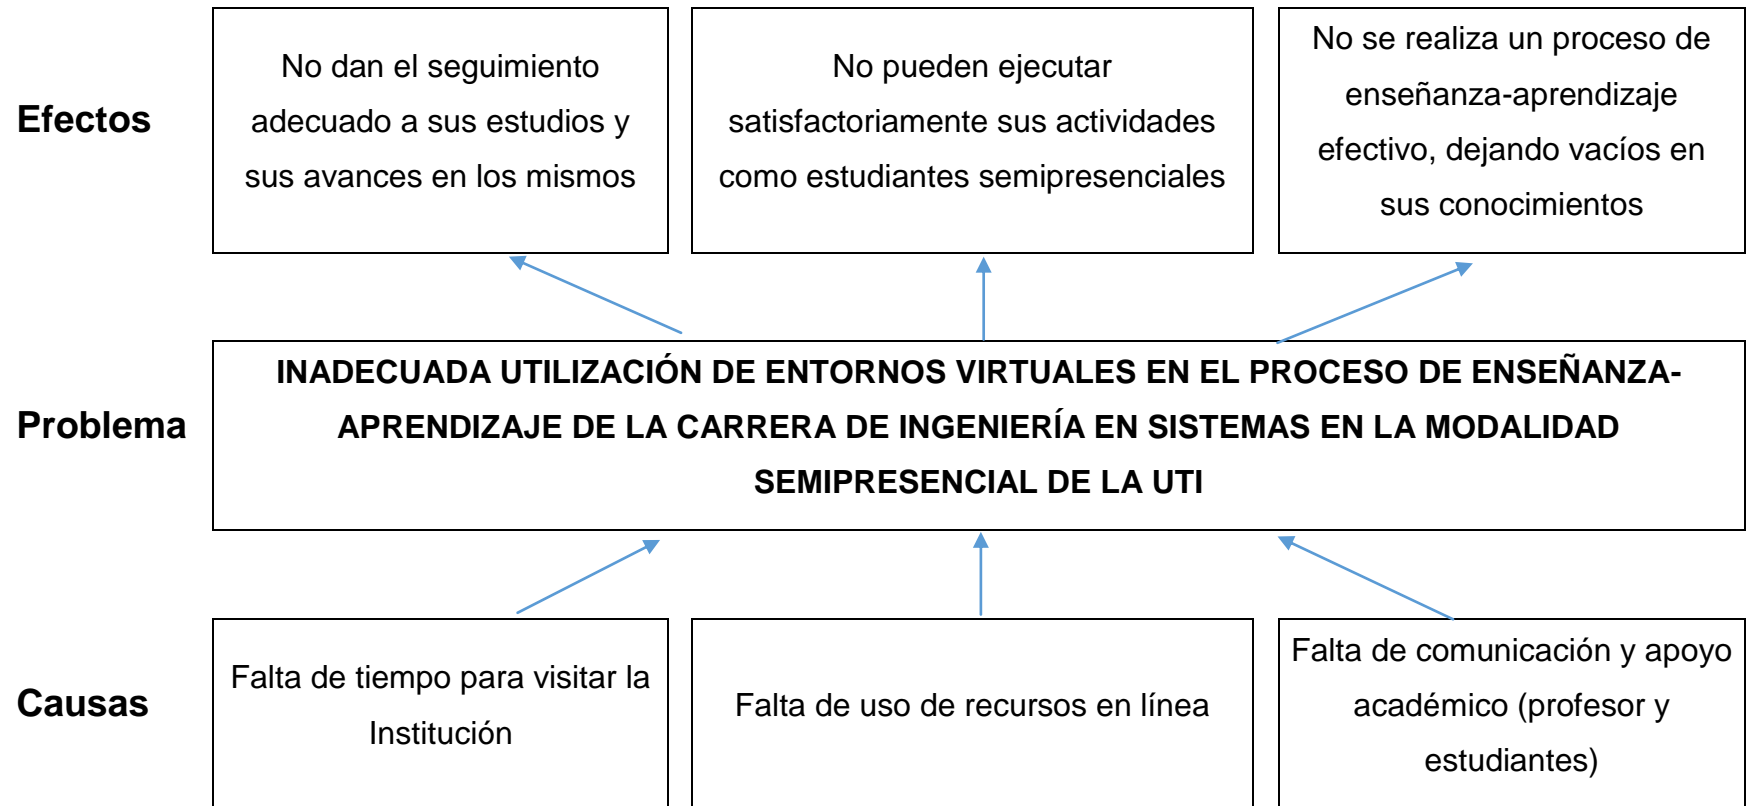 Efectos
No dan el seguimiento
adecuado a sus estudios y
sus avances en los mismos
No pueden ejecutar
satisfactoriamente sus actividades
como estudiantes semipresenciales
No se realiza un proceso de
enseñanza-aprendizaje
efectivo, dejando vacíos en
sus conocimientos
Problema
INADECUADA UTILIZACIÓN DE ENTORNOS VIRTUALES EN EL PROCESO DE ENSEÑANZA-
APRENDIZAJE DE LA CARRERA DE INGENIERÍA EN SISTEMAS EN LA MODALIDAD
SEMIPRESENCIAL DE LA UTI
Causas
Falta de tiempo para visitar la
Institución
Falta de uso de recursos en línea
Falta de comunicación y apoyo
académico (profesor y
estudiantes)